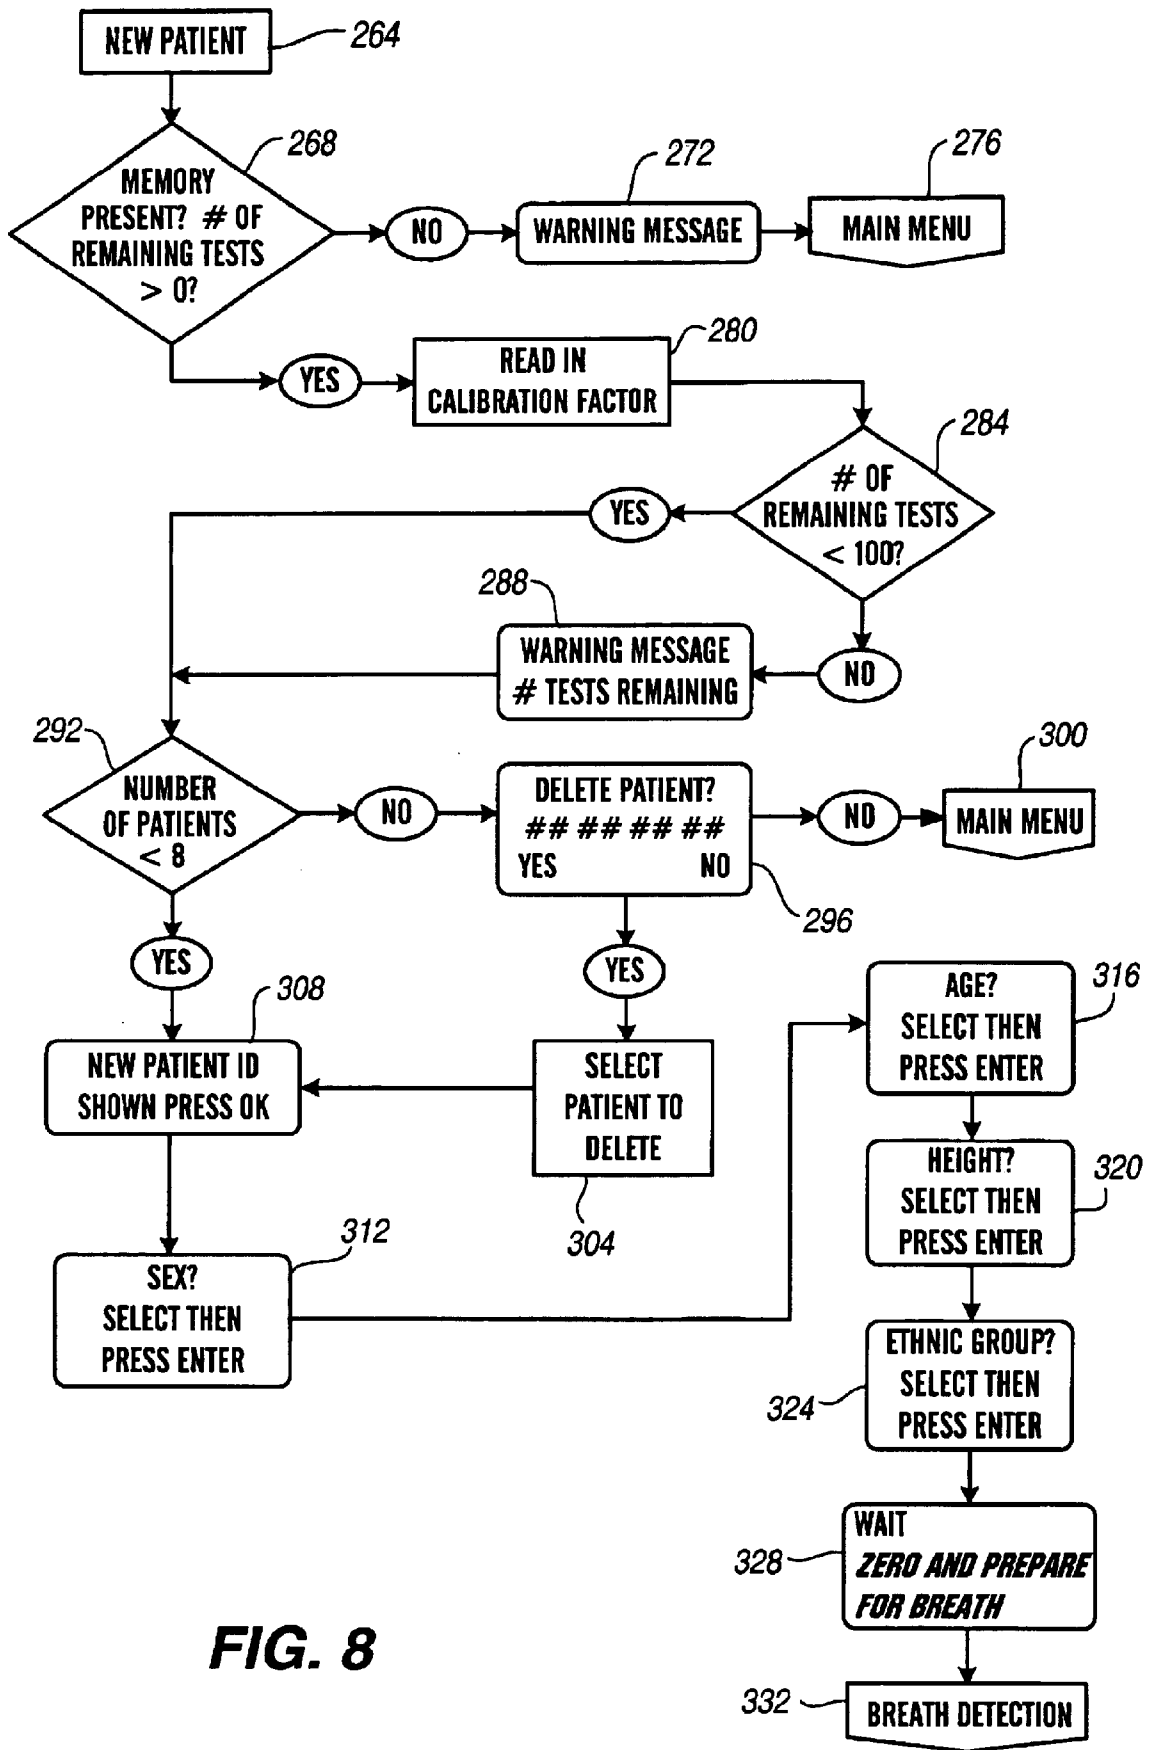 NEW PATIENT
264
268
MEMORY
PRESENT? # OF
REMAINING TESTS
> 0?
NO
272
WARNING MESSAGE
276
MAIN MENU
YES
280
READ IN
CALIBRATION FACTOR
284
# OF
REMAINING TESTS
< 100?
YES
NO
288
WARNING MESSAGE
# TESTS REMAINING
292
NUMBER
OF PATIENTS
< 8
NO
DELETE PATIENT?
## ## ## ##
YES NO
296
NO
300
MAIN MENU
YES
YES
308
NEW PATIENT ID
SHOWN PRESS OK
SELECT
PATIENT TO
DELETE
304
312
SEX?
SELECT THEN
PRESS ENTER
316
AGE?
SELECT THEN
PRESS ENTER
320
HEIGHT?
SELECT THEN
PRESS ENTER
324
ETHNIC GROUP?
SELECT THEN
PRESS ENTER
328
WAIT
ZERO AND PREPARE
FOR BREATH
332
BREATH DETECTION
FIG. 8